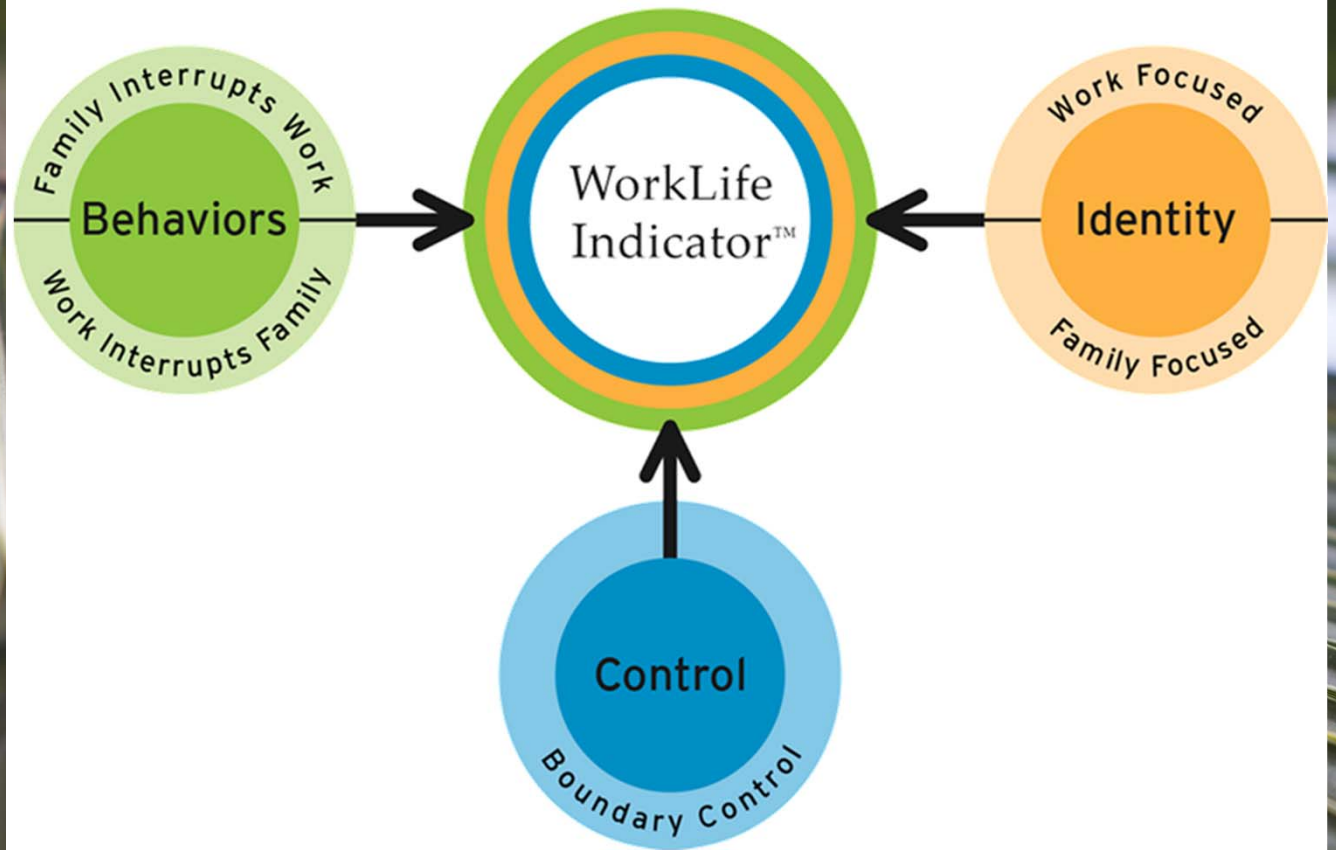 Family Interrupts Work
Behaviors
Work Interrupts Family
WorkLife
Indicator™
Work Focused
Identity
Family Focused
Control
Boundary Control